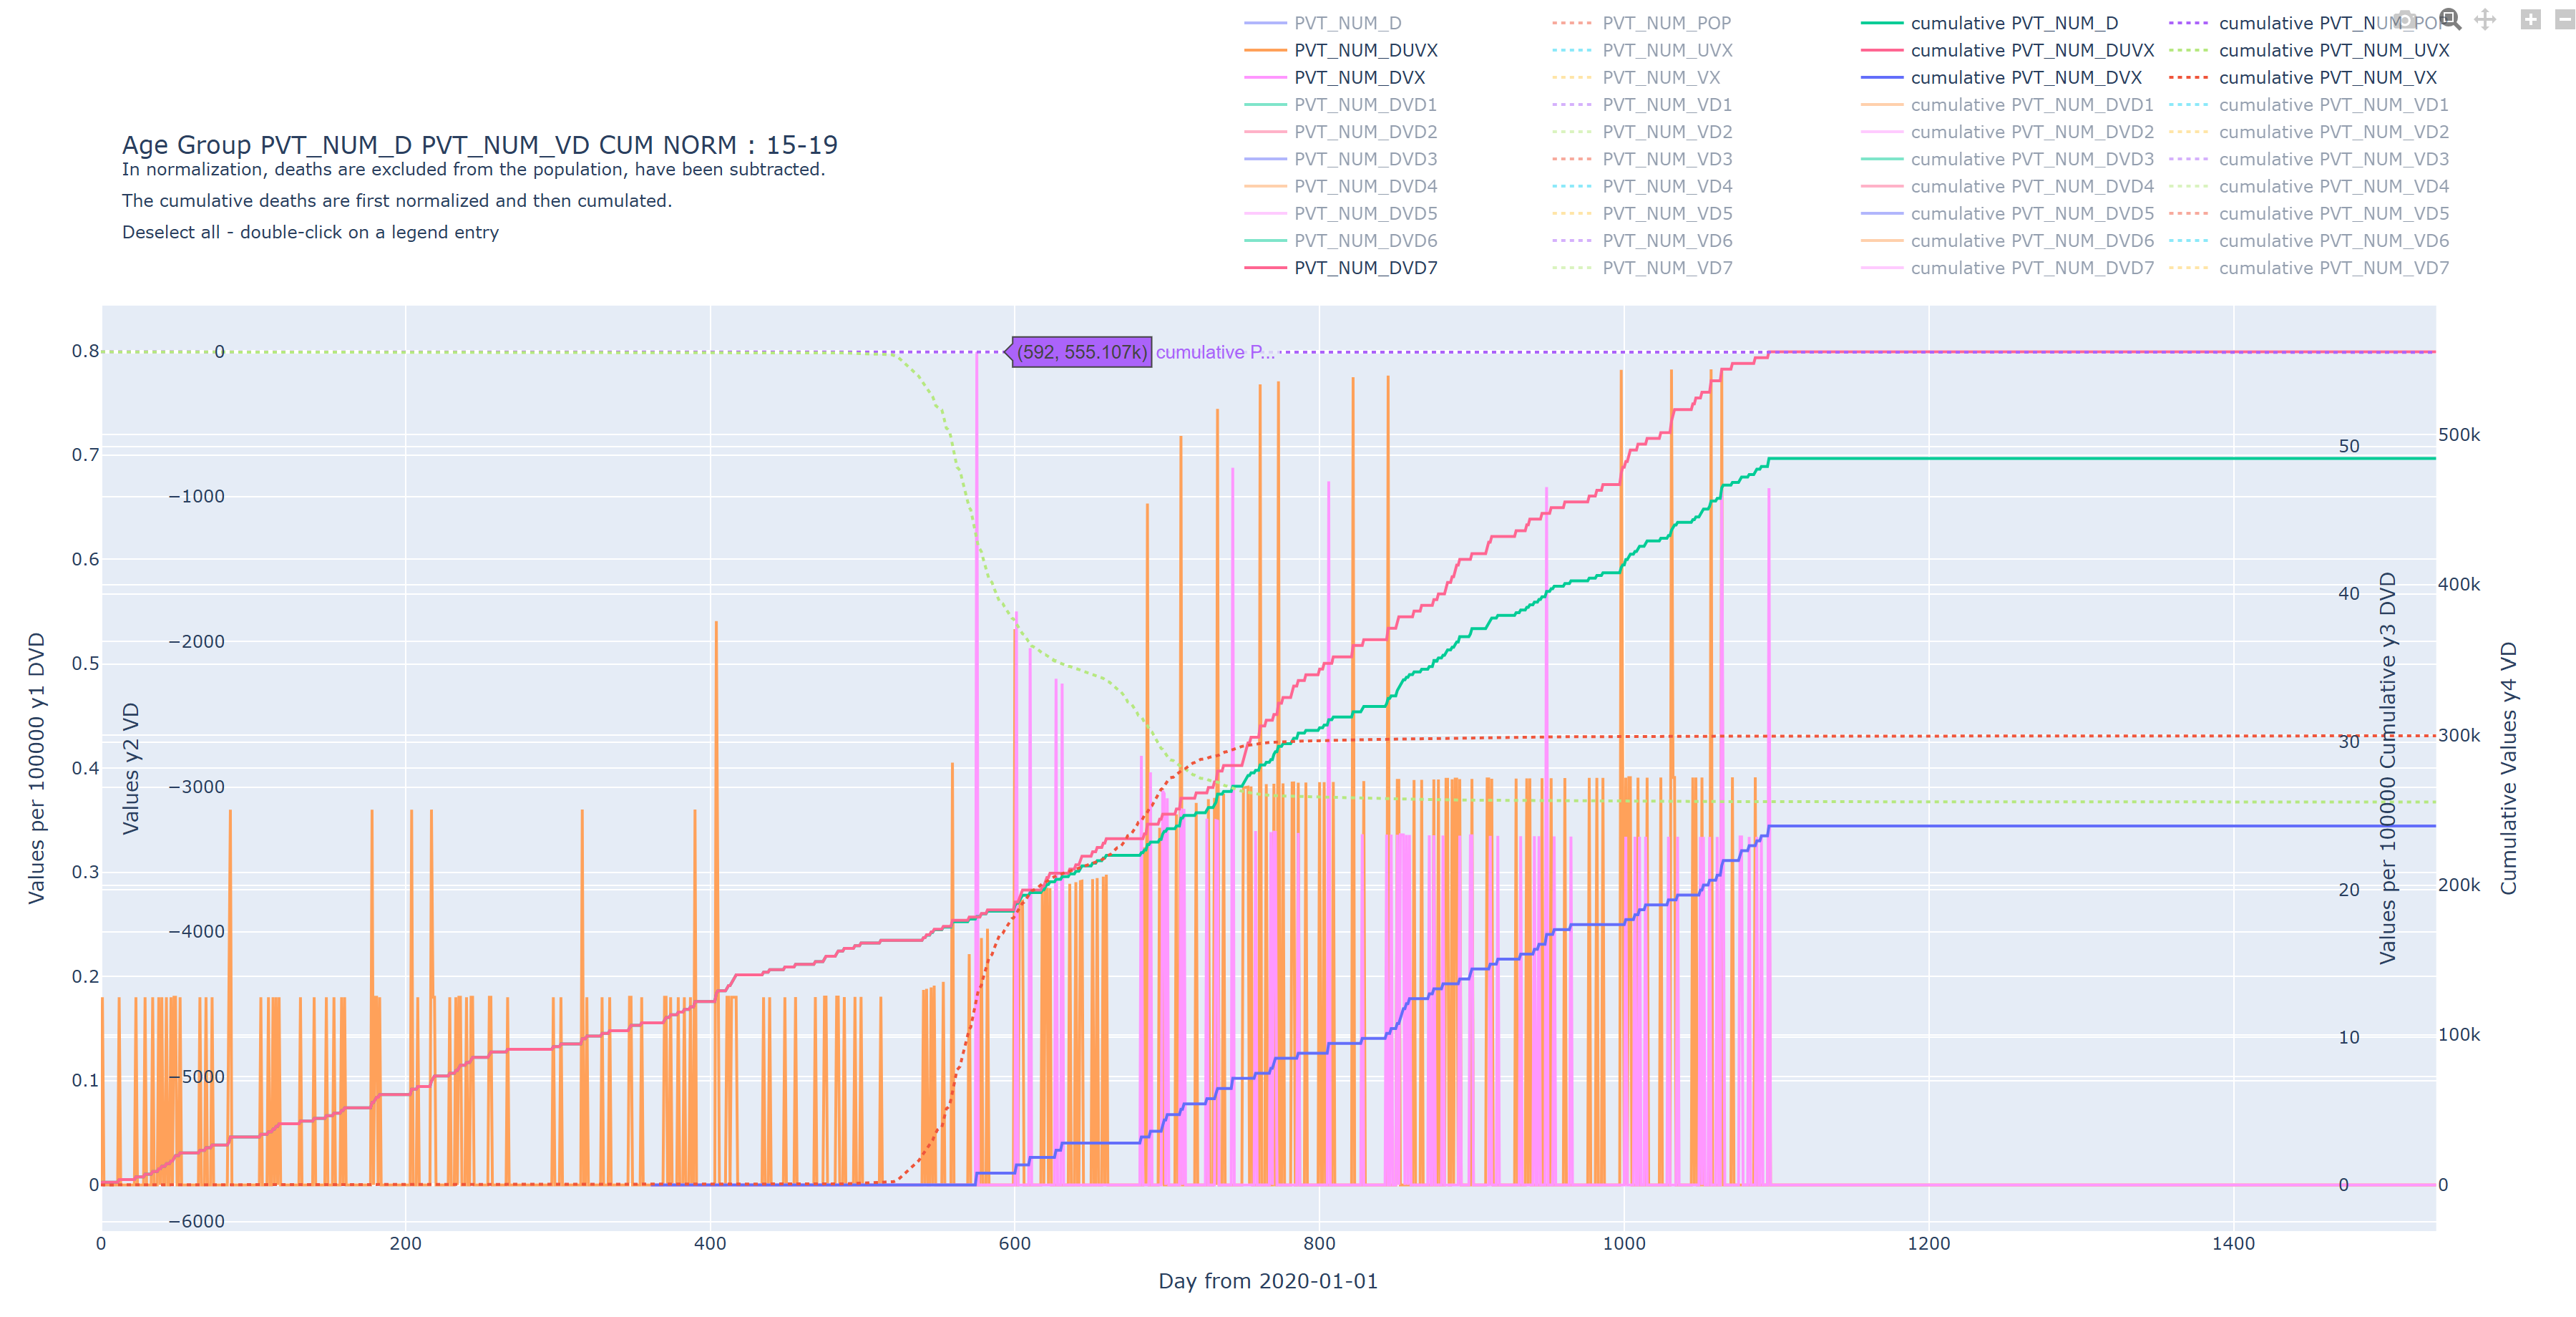 PVT_NUM_D PVT_NUM_POP cumulative PVT_NUM_D cumulative PVT_NUM_POP
PVT_NUM_DUVX PVT_NUM_UVX cumulative PVT_NUM_DUVX cumulative PVT_NUM_UVX
PVT_NUM_DVX PVT_NUM_VX cumulative PVT_NUM_DVX cumulative PVT_NUM_VX
PVT_NUM_DVD1 PVT_NUM_VD1 cumulative PVT_NUM_DVD1 cumulative PVT_NUM_VD1
PVT_NUM_DVD2 PVT_NUM_VD2 cumulative PVT_NUM_DVD2 cumulative PVT_NUM_VD2
PVT_NUM_DVD3 PVT_NUM_VD3 cumulative PVT_NUM_DVD3 cumulative PVT_NUM_VD3
PVT_NUM_DVD4 PVT_NUM_VD4 cumulative PVT_NUM_DVD4 cumulative PVT_NUM_VD4
PVT_NUM_DVD5 PVT_NUM_VD5 cumulative PVT_NUM_DVD5 cumulative PVT_NUM_VD5
PVT_NUM_DVD6 PVT_NUM_VD6 cumulative PVT_NUM_DVD6 cumulative PVT_NUM_VD6
PVT_NUM_DVD7 PVT_NUM_VD7 cumulative PVT_NUM_DVD7 cumulative PVT_NUM_VD7
Age Group PVT_NUM_D PVT_NUM_VD CUM NORM : 15-19
In normalization, deaths are excluded from the population, have been subtracted.
The cumulative deaths are first normalized and then cumulated.
Deselect all - double-click on a legend entry
(592, 555.107k) cumulative P...
Values per 100000 y1 DVD
0.8
0.7
0.6
0.5
0.4
0.3
0.2
0.1
0
Values y2 VD
0
−1000
−2000
−3000
−4000
−5000
−6000
50
40
30
20
10
0
Values per 100000 Cumulative y3 DVD
500k
400k
300k
200k
100k
0
Cumulative Values y4 VD
0 200 400 600 800 1000 1200 1400
Day from 2020-01-01